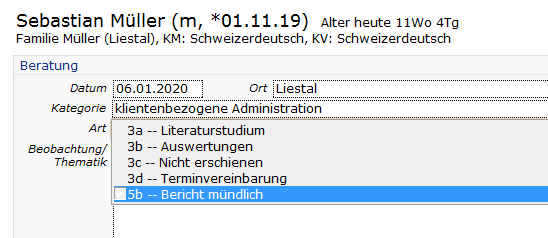 Sebastian Müller (m, *01.11.19) Alter heute 11Wo 4Tg
Familie Müller (Liestal), KM: Schweizerdeutsch, KV: Schweizerdeutsch
Beratung
Datum 06.01.2020 Ort Liestal
Kategorie klientenbezogene Administration
Art
3a -- Literaturstudium
Beobachtung/ 3b -- Auswertungen
Thematik 3c -- Nicht erschienen
3d -- Terminvereinbarung
5b -- Bericht mündlich